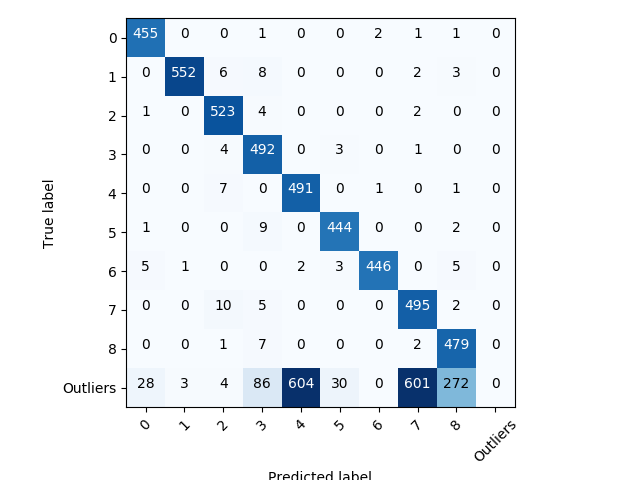 0 455 0 0 1 0 0 2 1 1 0
1 0 552 6 8 0 0 0 2 3 0
2 1 0 523 4 0 0 0 2 0 0
3 0 0 4 492 0 3 0 1 0 0
4 0 0 7 0 491 0 1 0 1 0
5 1 0 0 9 0 444 0 0 2 0
6 5 1 0 0 2 3 446 0 5 0
7 0 0 10 5 0 0 0 495 2 0
8 0 0 1 7 0 0 0 2 479 0
Outliers 28 3 4 86 604 30 0 601 272 0
True label
0 1 2 3 4 5 6 7 8 Outliers
Predicted label